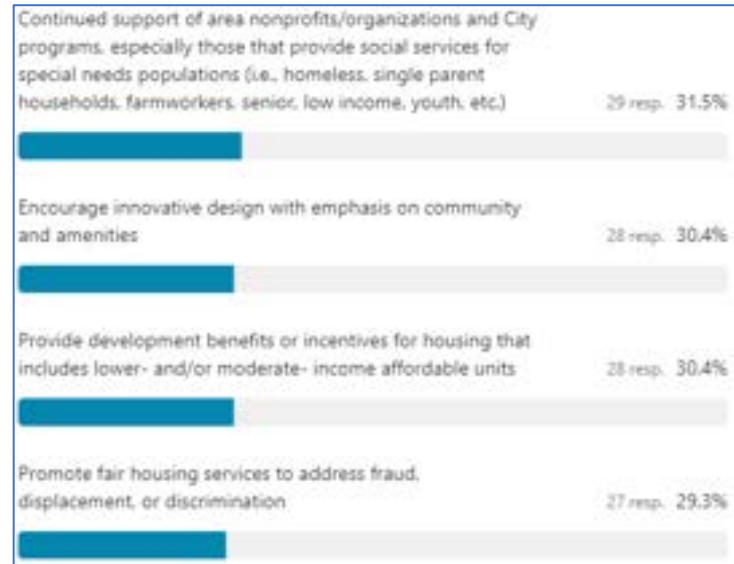 Continued support of area nonprofits/organizations and City
programs, especially those that provide social services for
special needs populations (i.e., homeless, single parent
households, farmworkers, senior, low income, youth, etc.) 29 resp. 31.5%
Encourage innovative design with emphasis on community
and amenities 28 resp. 30.4%
Provide development benefits or incentives for housing that
includes lower- and/or moderate- income affordable units 28 resp. 30.4%
Promote fair housing services to address fraud,
displacement, or discrimination 27 resp. 29.3%